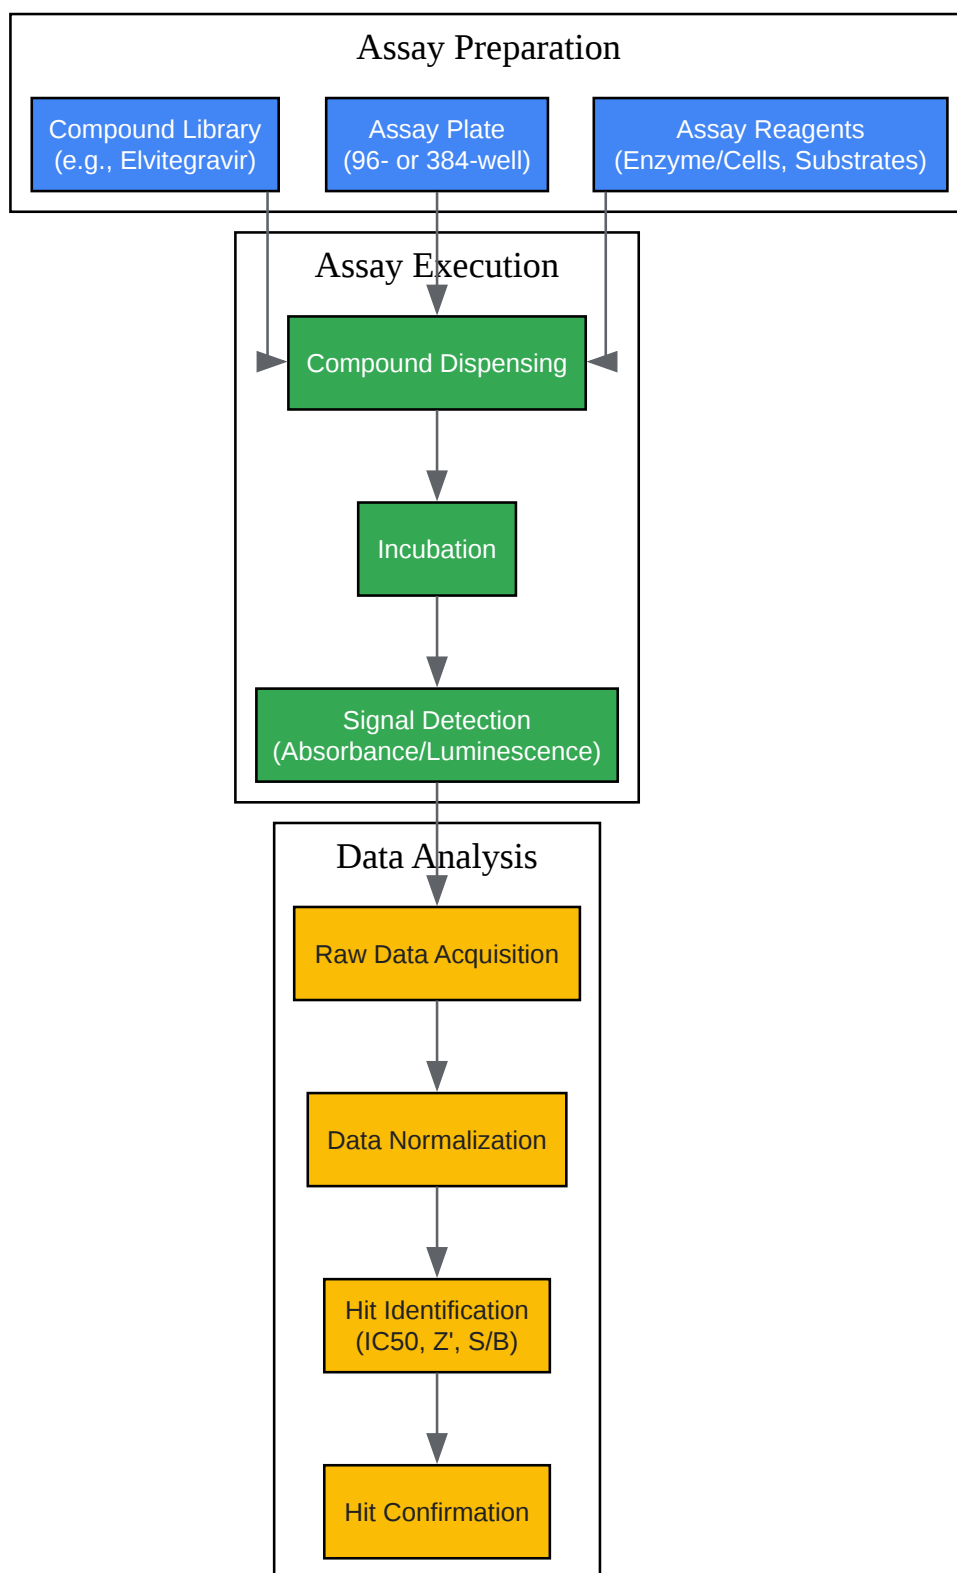 Assay Preparation
Compound Library
(e.g., Elvitegravir)
Assay Plate
(96- or 384-well)
Assay Reagents
(Enzyme/Cells, Substrates)
Assay Execution
Compound Dispensing
Incubation
Signal Detection
(Absorbance/Luminescence)
Data Analysis
Raw Data Acquisition
Data Normalization
Hit Identification
(IC50, Z', S/B)
Hit Confirmation